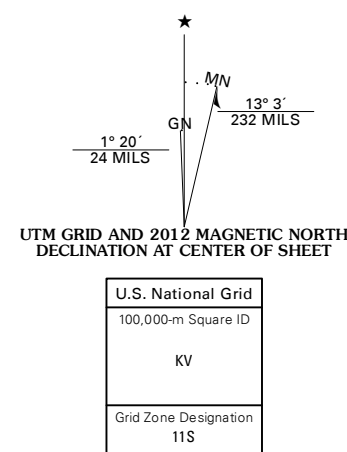 ★
MN
GN
13° 3´
232 MILS
1° 20´
24 MILS
UTM GRID AND 2012 MAGNETIC NORTH
DECLINATION AT CENTER OF SHEET
U.S. National Grid
100,000-m Square ID
KV
Grid Zone Designation
11S